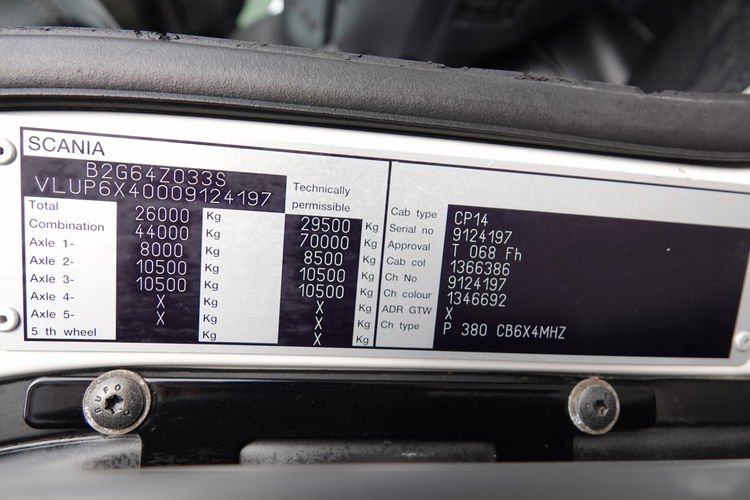 SCANIA
B2G64Z033S
VLUP6X40009124197
Technically
permissible
Total 26000 Kg 29500 Kg
Combination 44000 Kg 70000 Kg
Axle 1- 8000 Kg 8500 Kg
Axle 2- 10500 Kg 10500 Kg
Axle 3- 10500 Kg 10500 Kg
Axle 4- X Kg X Kg
Axle 5- X Kg X Kg
5 th wheel Kg X Kg
Cab type CP14
Serial no 9124197
Approval T 068 Fh
Cab col 1366386
Ch No 9124197
Ch colour 1346692
ADR GTW X
Ch type P 380 CB6X4MHZ